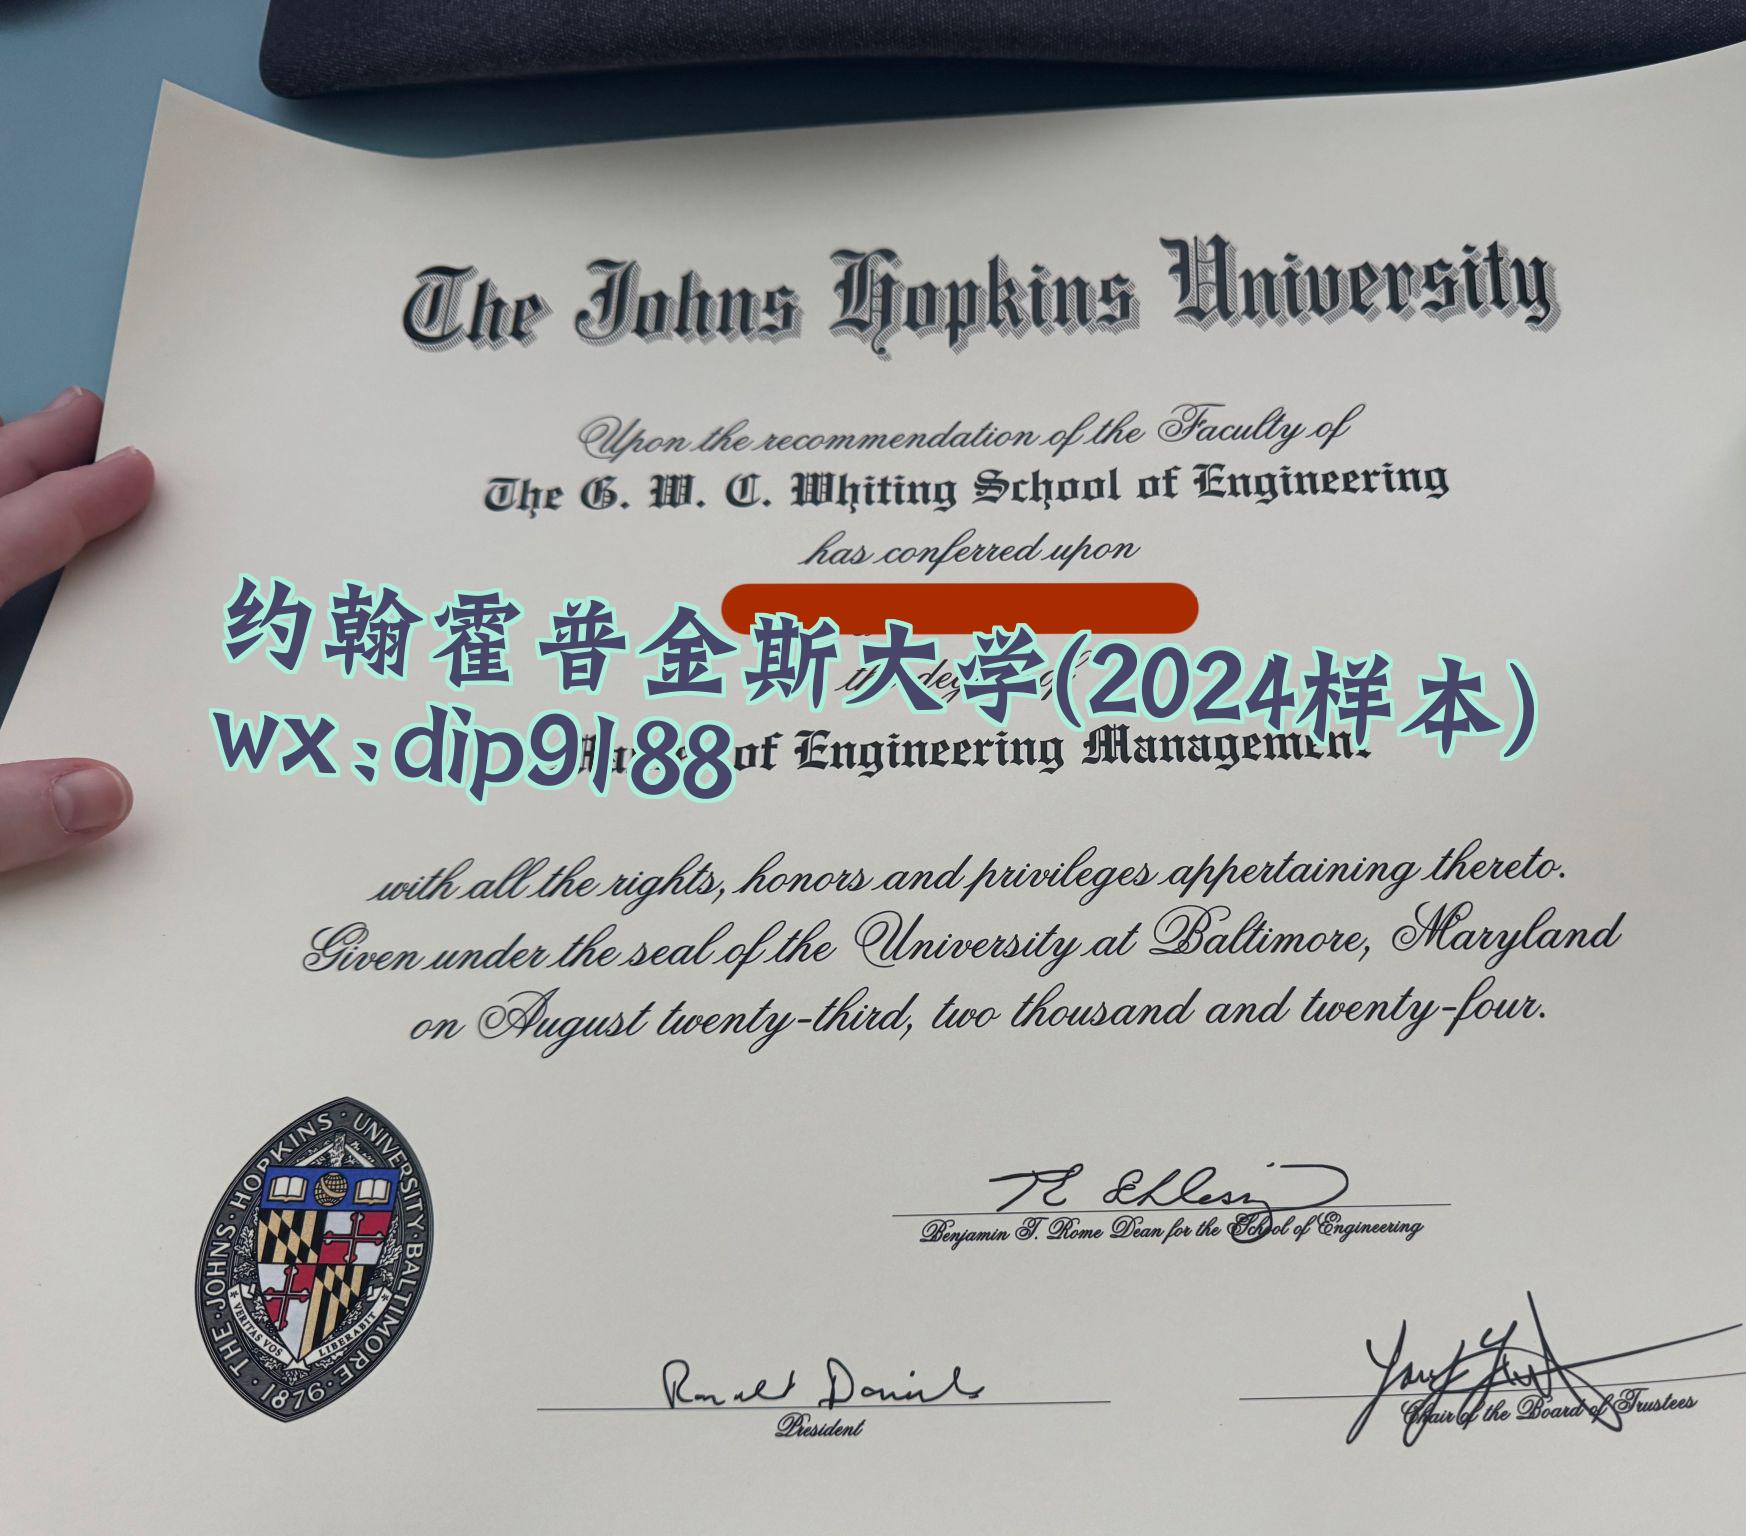 The Johns Hopkins University
Upon the recommendation of the Faculty of
The G. W. C. Whiting School of Engineering
has conferred upon
约翰霍普金斯大学(2024样本)
the degree of
wx:dip9188
of Engineering Management
with all the rights, honors and privileges appertaining thereto.
Given under the seal of the University at Baltimore, Maryland
on August twenty-third, two thousand and twenty-four.
THE · JOHNS · HOPKINS · UNIVERSITY · BALTIMORE · 1876 ·
VERITAS VOS LIBERABIT
Benjamin T. Rome Dean for the School of Engineering
Ronald Daniels
President
Chair of the Board of Trustees